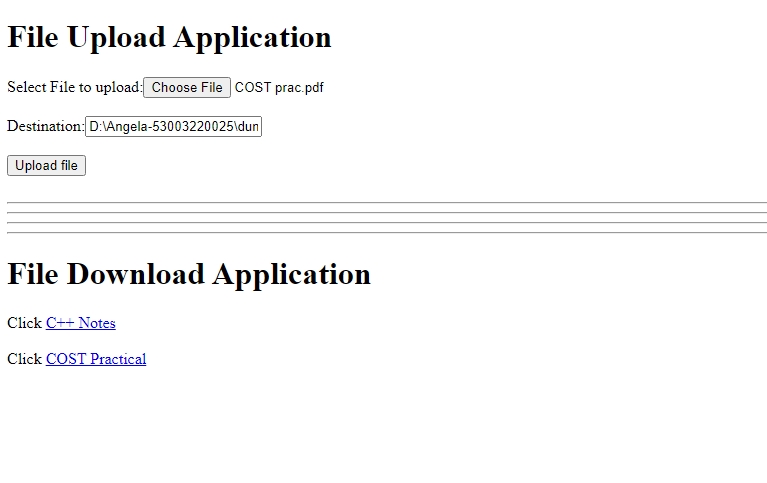 File Upload Application
Select File to upload: Choose File COST prac.pdf
Destination: D:\Angela-53003220025\dun
Upload file
File Download Application
Click C++ Notes
Click COST Practical